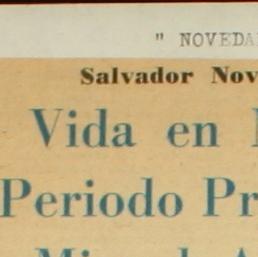 " NOVEDA
Salvador Nov
Vida en
Periodo Pr